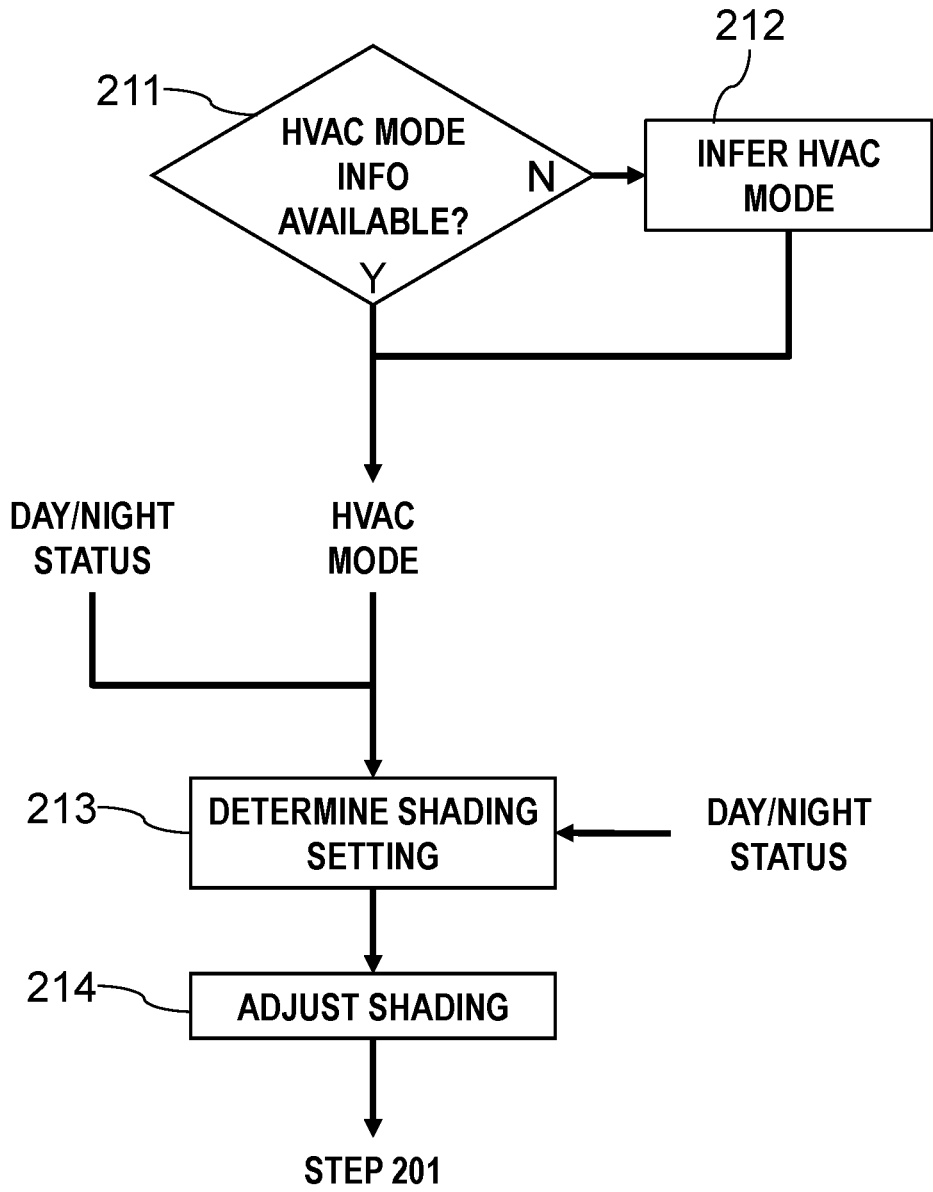 212
211
HVAC MODE
INFO
AVAILABLE?
N
Y
INFER HVAC
MODE
DAY/NIGHT
STATUS
HVAC
MODE
213
DETERMINE SHADING
SETTING
DAY/NIGHT
STATUS
214
ADJUST SHADING
STEP 201